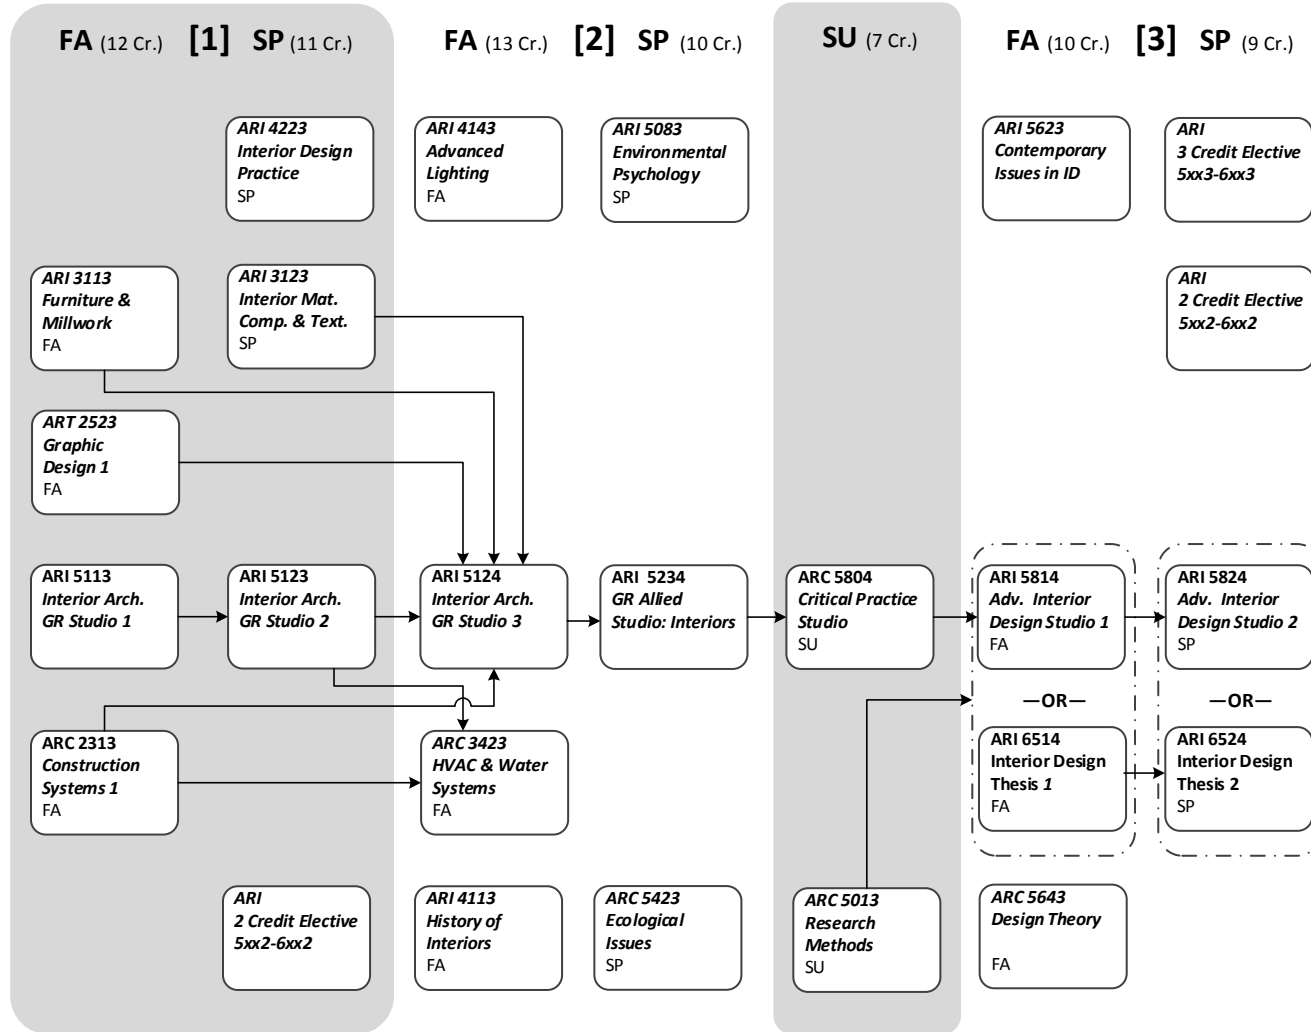 FA (12 Cr.) [1] SP (11 Cr.)
FA (13 Cr.) [2] SP (10 Cr.)
SU (7 Cr.)
FA (10 Cr.) [3] SP (9 Cr.)
ARI 4223
Interior Design
Practice
SP
ARI 4143
Advanced
Lighting
FA
ARI 5083
Environmental
Psychology
SP
ARI 5623
Contemporary
Issues in ID
ARI
3 Credit Elective
5xx3-6xx3
ARI 3113
Furniture &
Millwork
FA
ARI 3123
Interior Mat.
Comp. & Text.
SP
ARI
2 Credit Elective
5xx2-6xx2
ART 2523
Graphic
Design 1
FA
ARI 5113
Interior Arch.
GR Studio 1
ARI 5123
Interior Arch.
GR Studio 2
ARI 5124
Interior Arch.
GR Studio 3
ARI 5234
GR Allied
Studio: Interiors
ARC 5804
Critical Practice
Studio
SU
ARI 5814
Adv. Interior
Design Studio 1
FA
ARI 5824
Adv. Interior
Design Studio 2
SP
—OR—
—OR—
ARC 2313
Construction
Systems 1
FA
ARC 3423
HVAC & Water
Systems
FA
ARI 6514
Interior Design
Thesis 1
FA
ARI 6524
Interior Design
Thesis 2
SP
ARI
2 Credit Elective
5xx2-6xx2
ARI 4113
History of
Interiors
FA
ARC 5423
Ecological
Issues
SP
ARC 5013
Research
Methods
SU
ARC 5643
Design Theory
FA